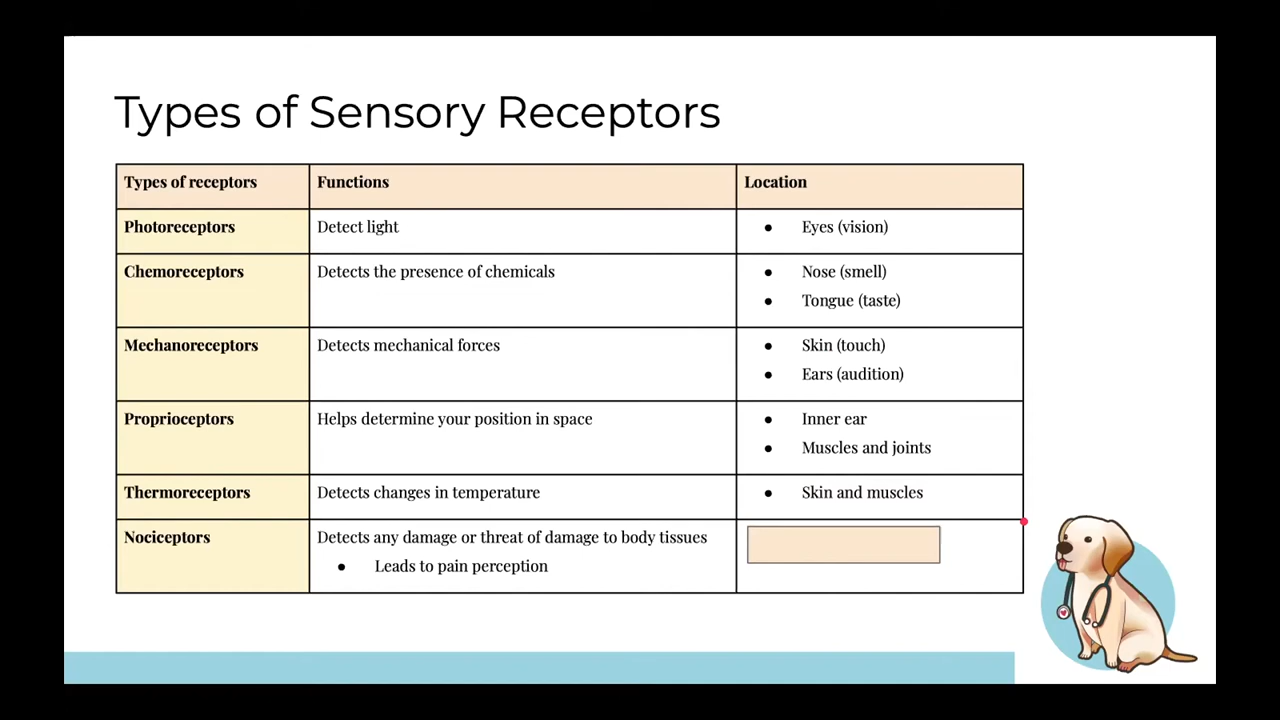 Types of Sensory Receptors
Types of receptors Functions Location
Photoreceptors Detect light ● Eyes (vision)
Chemoreceptors Detects the presence of chemicals ● Nose (smell)
● Tongue (taste)
Mechanoreceptors Detects mechanical forces ● Skin (touch)
● Ears (audition)
Proprioceptors Helps determine your position in space ● Inner ear
● Muscles and joints
Thermoreceptors Detects changes in temperature ● Skin and muscles
Nociceptors Detects any damage or threat of damage to body tissues
● Leads to pain perception